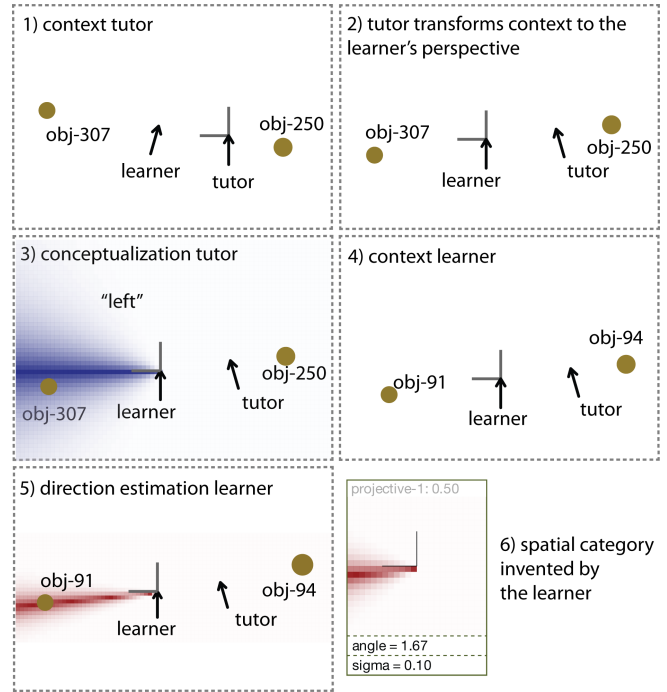 1) context tutor
obj-307
learner
tutor
obj-250
2) tutor transforms context to the
learner's perspective
obj-307
learner
tutor
obj-250
3) conceptualization tutor
“left”
obj-307
learner
tutor
obj-250
4) context learner
obj-94
obj-91
learner
tutor
5) direction estimation learner
obj-91
learner
tutor
obj-94
projective-1: 0.50
angle = 1.67
sigma = 0.10
6) spatial category
invented by
the learner